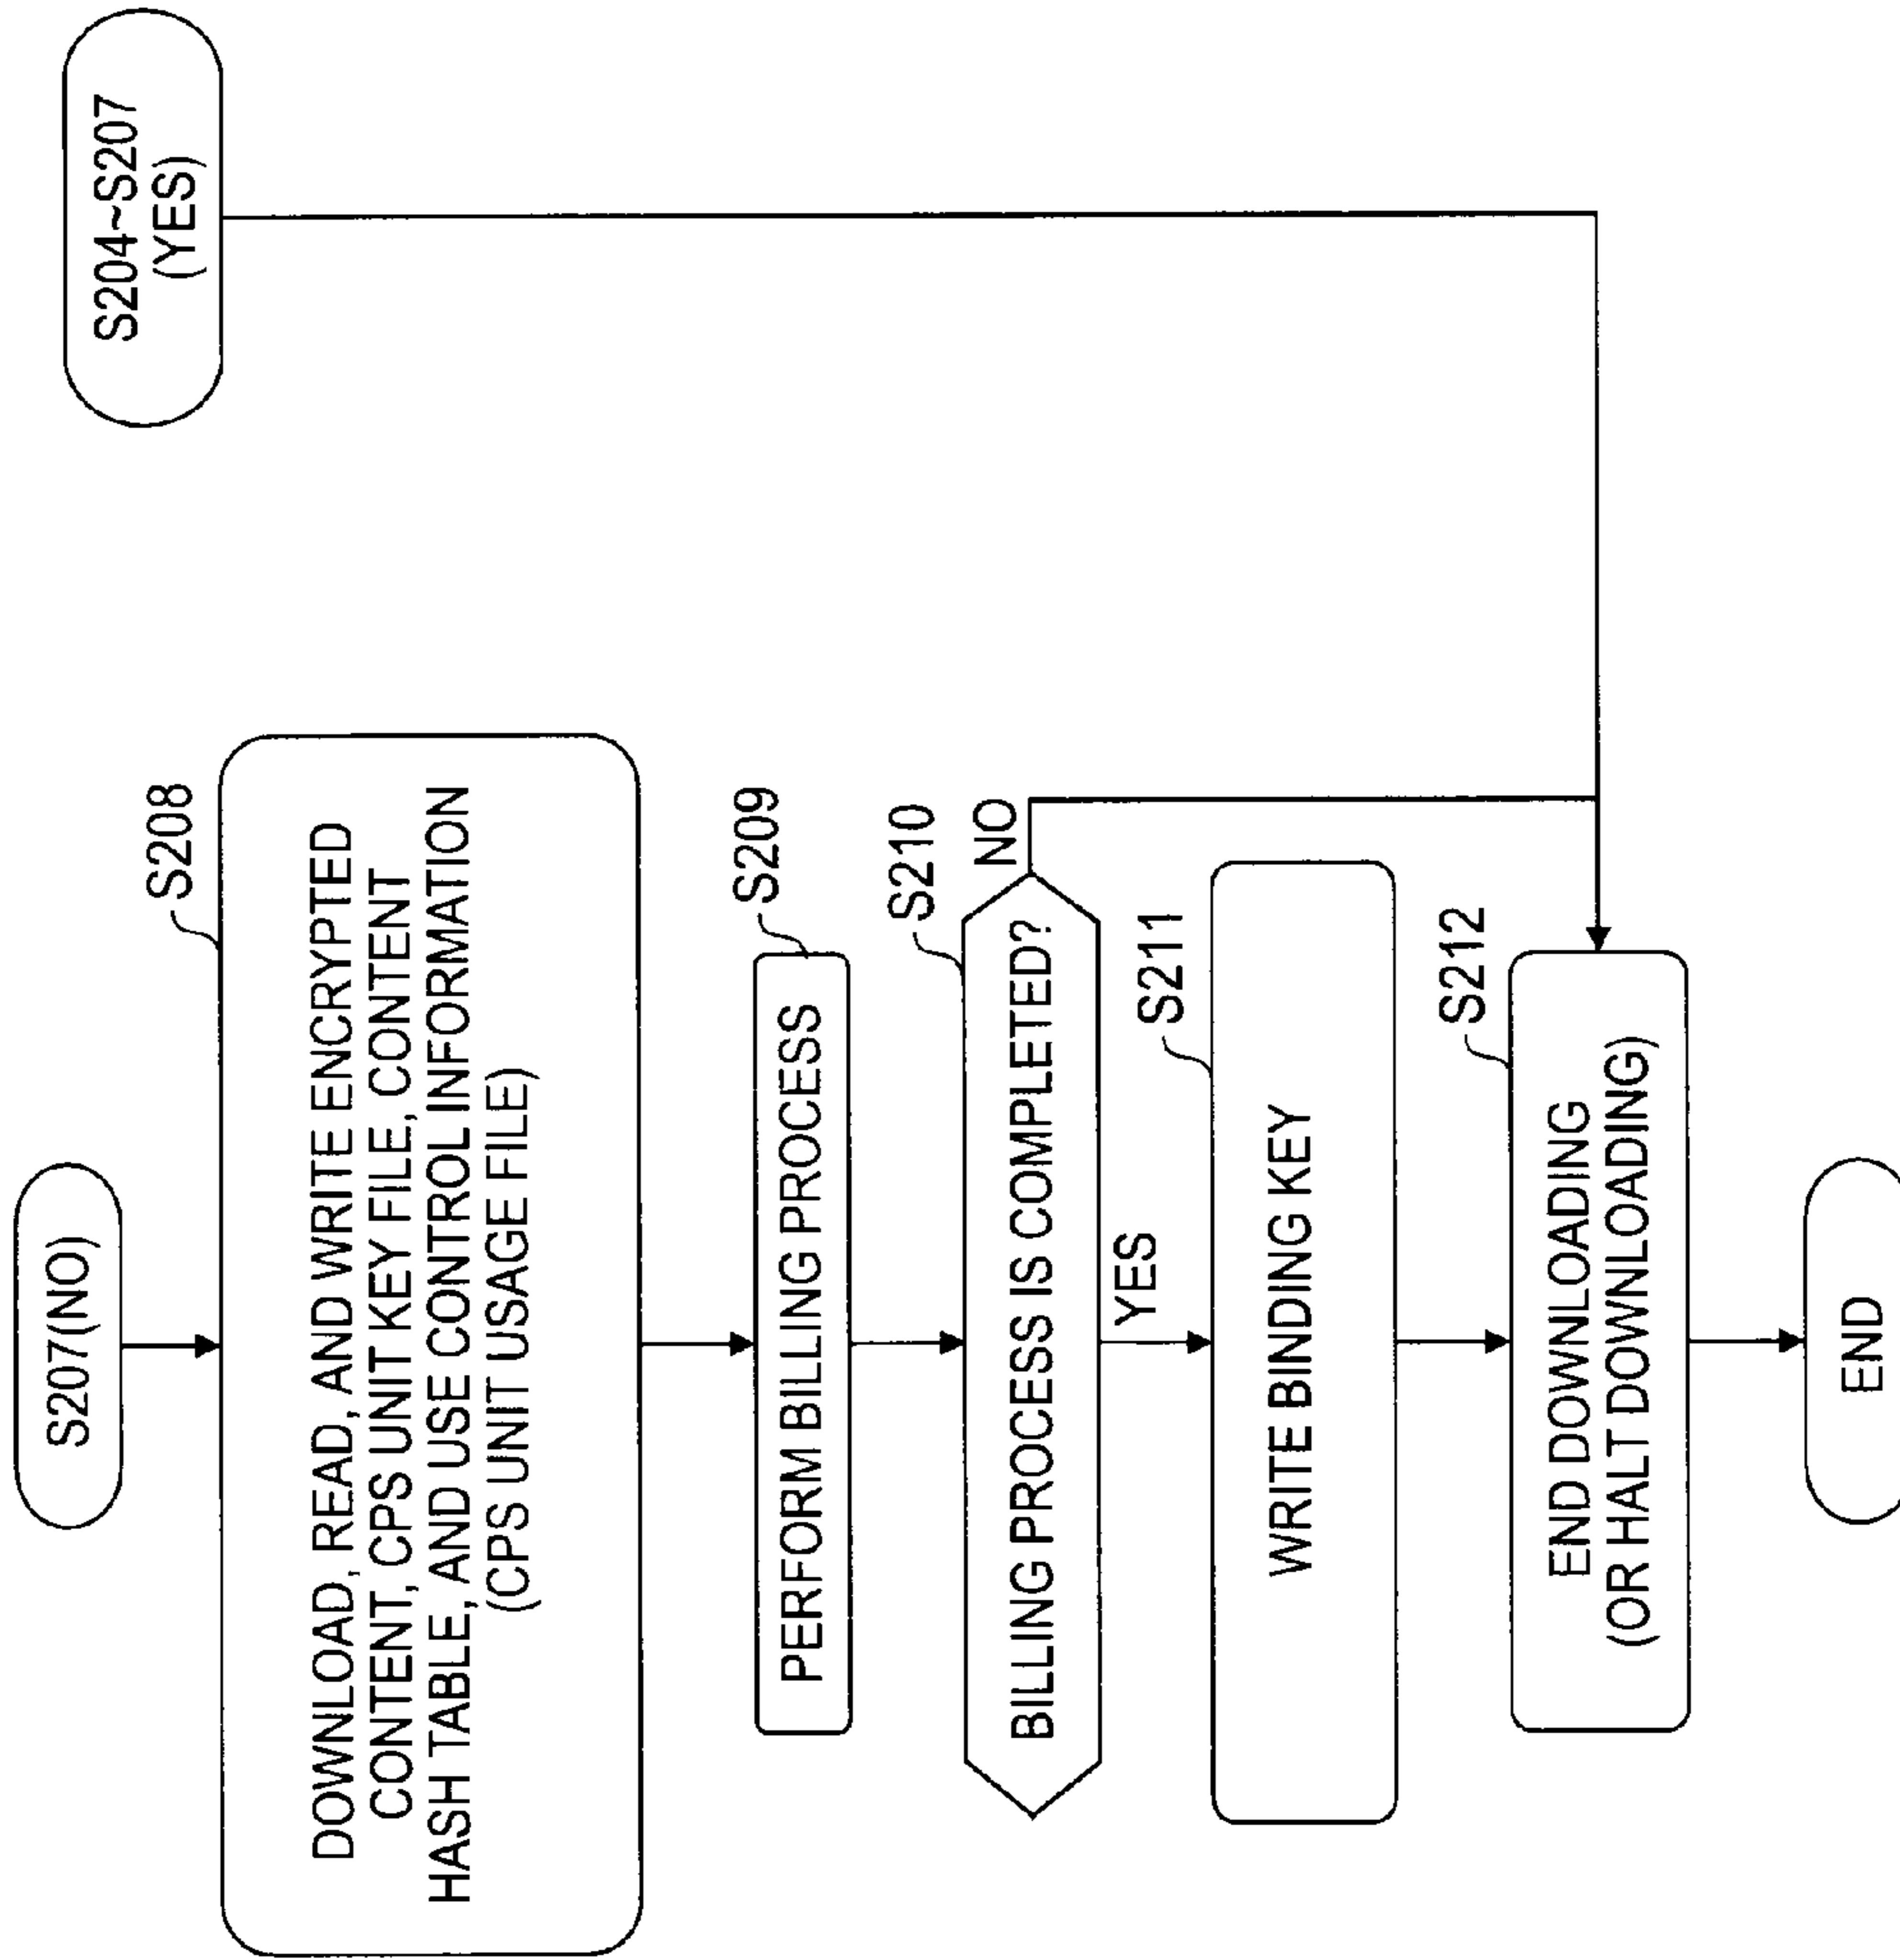 S207(NO)
S204~S207
(YES)
S208
DOWNLOAD, READ, AND WRITE ENCRYPTED
CONTENT, CPS UNIT KEY FILE, CONTENT
HASH TABLE, AND USE CONTROL INFORMATION
(CPS UNIT USAGE FILE)
S209
PERFORM BILLING PROCESS
S210
BILLING PROCESS IS COMPLETED?
NO
YES
S211
WRITE BINDING KEY
S212
END DOWNLOADING
(OR HALT DOWNLOADING)
END